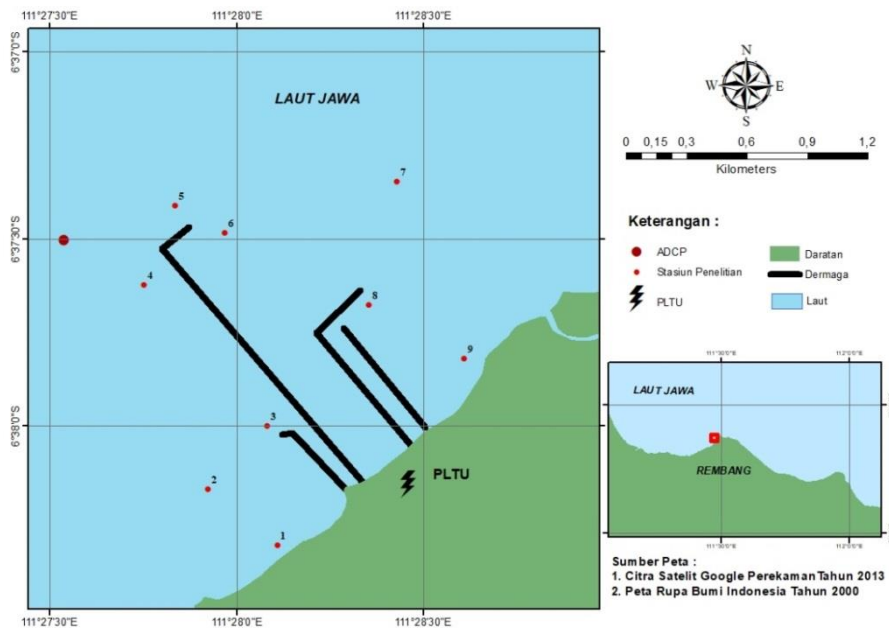 111°27'30"E 111°28'0"E 111°28'30"E
6°37'0"S
6°37'30"S
6°38'0"S
LAUT JAWA
7
5
6
4
8
9
3
2
1
PLTU
111°27'30"E 111°28'0"E 111°28'30"E
N
W E
S
0 0,15 0,3 0,6 0,9 1,2
Kilometers
Keterangan :
ADCP
Stasiun Penelitian
PLTU
Daratan
Dermaga
Laut
111°30'0"E 112°0'0"E
LAUT JAWA
REMBANG
111°30'0"E 112°0'0"E
Sumber Peta :
1. Citra Satelit Google Perekaman Tahun 2013
2. Peta Rupa Bumi Indonesia Tahun 2000